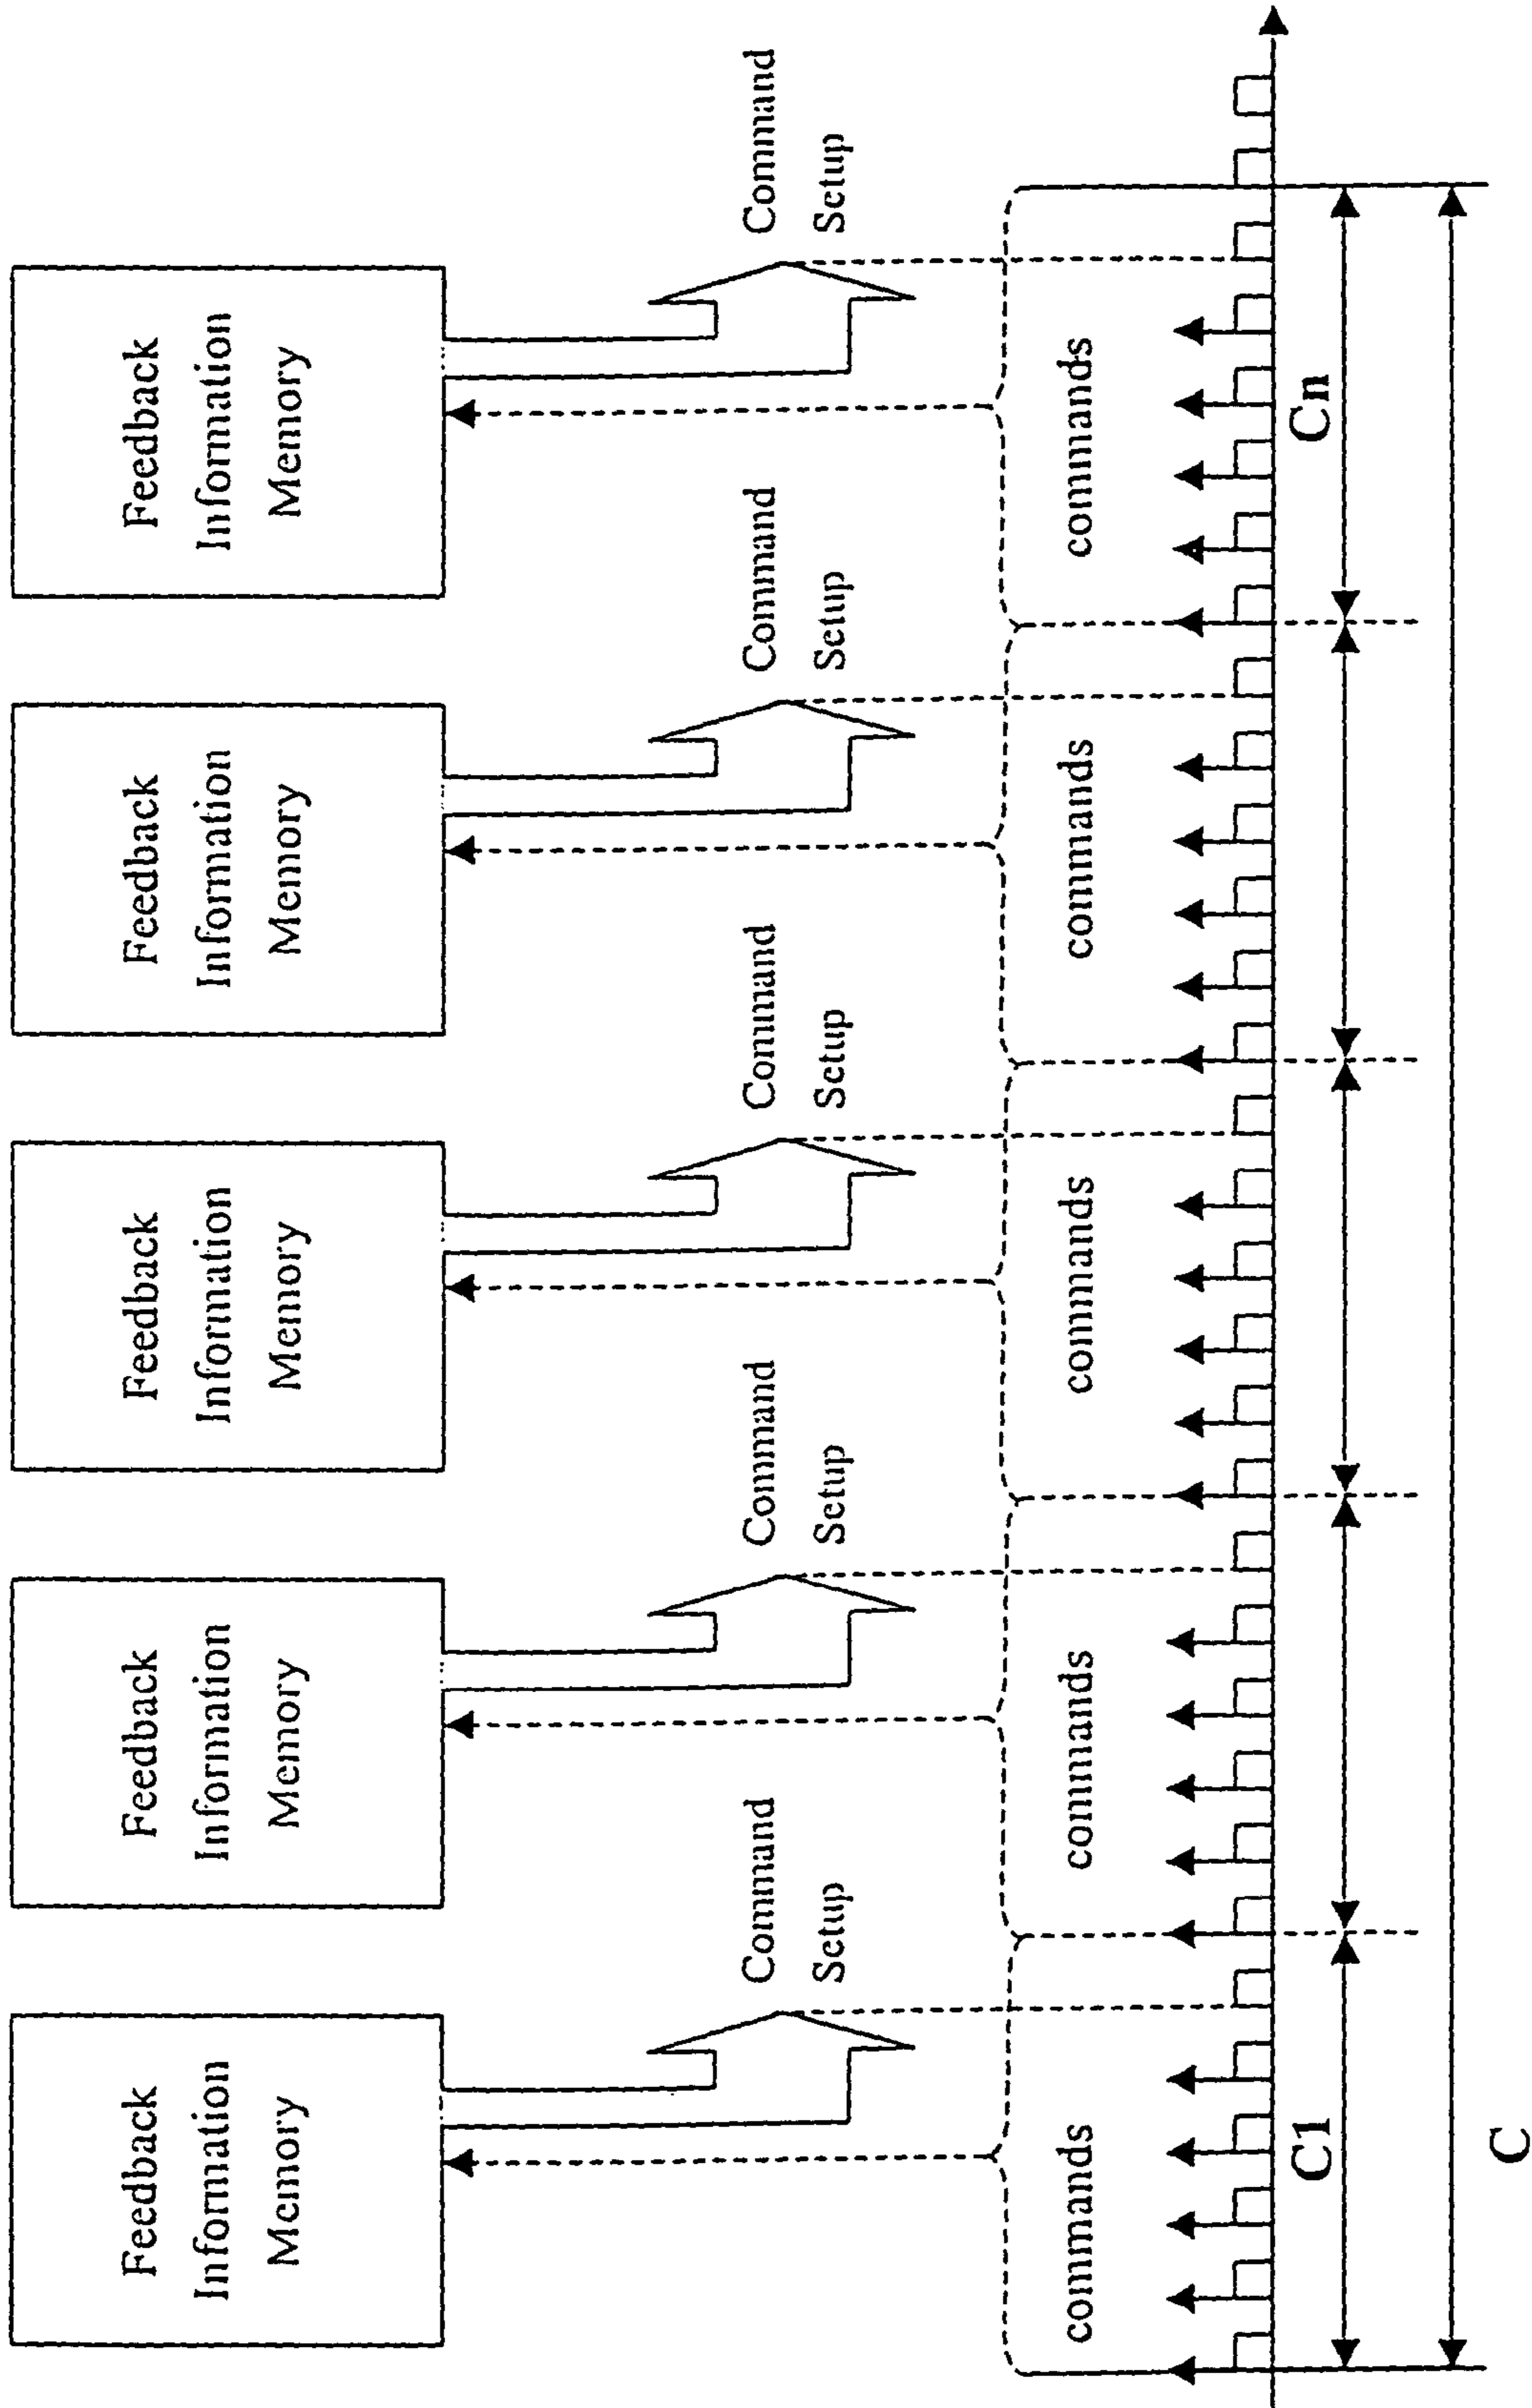 Feedback
Information
Memory
Feedback
Information
Memory
Feedback
Information
Memory
Feedback
Information
Memory
Feedback
Information
Memory
Command
Setup
Command
Setup
Command
Setup
Command
Setup
Command
Setup
commands
commands
commands
commands
commands
C1
Cn
C